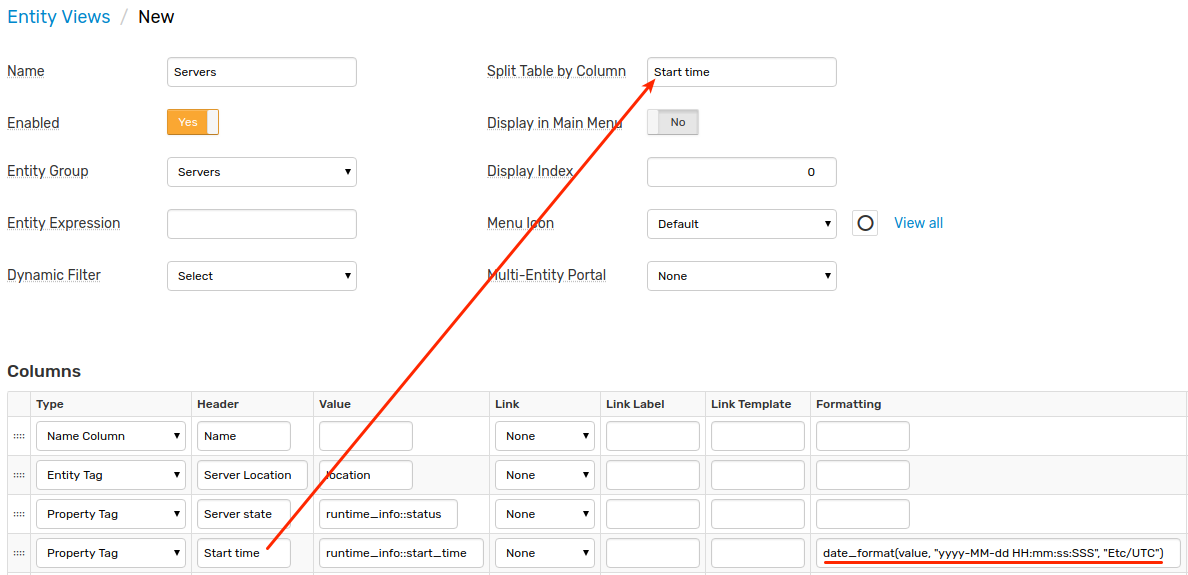 Entity Views / New
Name Servers Split Table by Column Start time
Enabled Yes Display in Main Menu No
Entity Group Servers Display Index 0
Entity Expression Menu Icon Default View all
Dynamic Filter Select Multi-Entity Portal None
Columns
Type Header Value Link Link Label Link Template Formatting
Name Column Name None
Entity Tag Server Location location None
Property Tag Server state runtime_info::status None
Property Tag Start time runtime_info::start_time None date_format(value, "yyyy-MM-dd HH:mm:ss:SSS", "Etc/UTC")